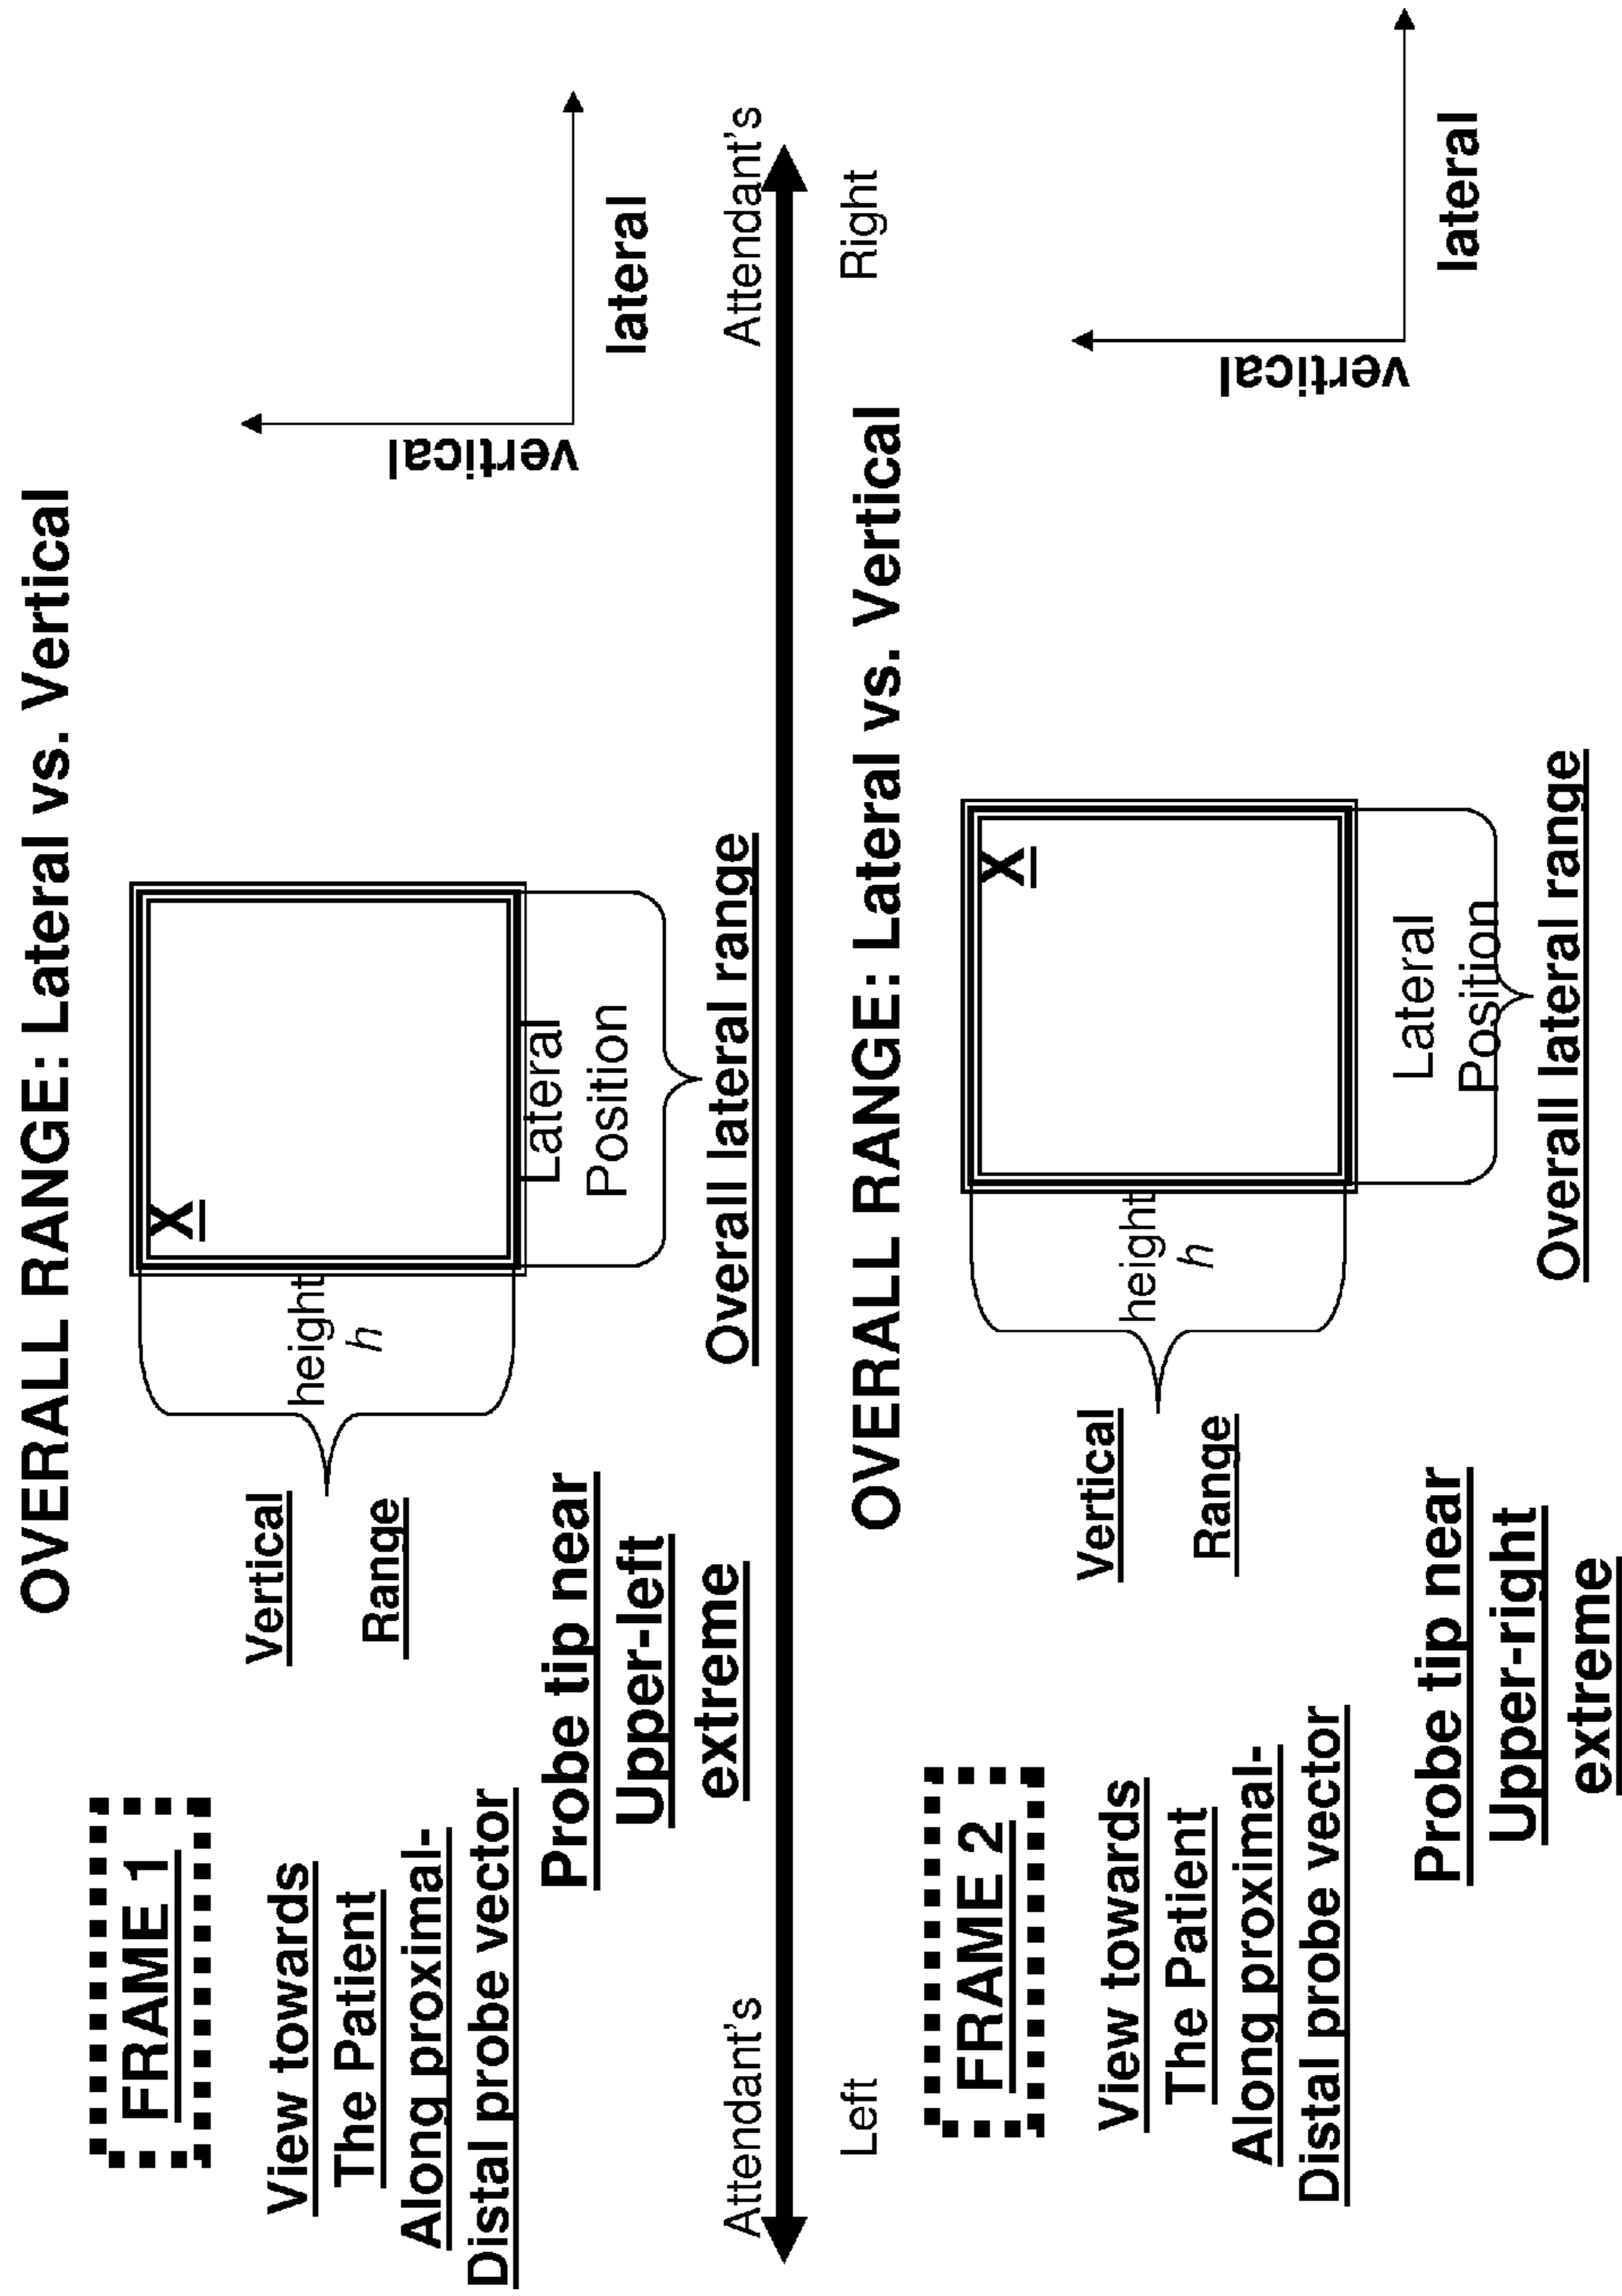 OVERALL RANGE: Lateral vs. Vertical
FRAME 1
View towards
The Patient
Along proximal-
Distal probe vector
Vertical
Range
height
h
X
Lateral
Position
Overall lateral range
Probe tip near
Upper-left
extreme
vertical
lateral
Attendant's
Left
Attendant's
Right
OVERALL RANGE: Lateral vs. Vertical
FRAME 2
View towards
The Patient
Along proximal-
Distal probe vector
Vertical
Range
height
h
X
Lateral
Position
Overall lateral range
Probe tip near
Upper-right
extreme
vertical
lateral